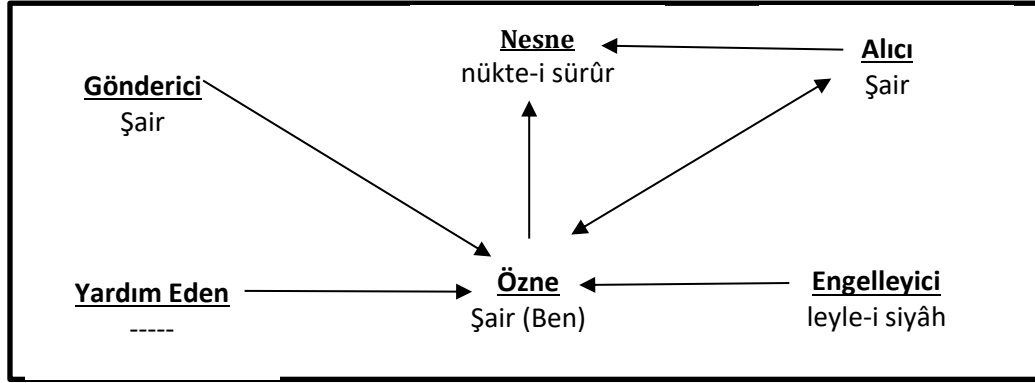 Nesne
nükte-i sürûr
Alıcı
Şair
Gönderici
Şair
Yardım Eden
-----
Özne
Şair (Ben)
Engelleyici
leyle-i siyâh